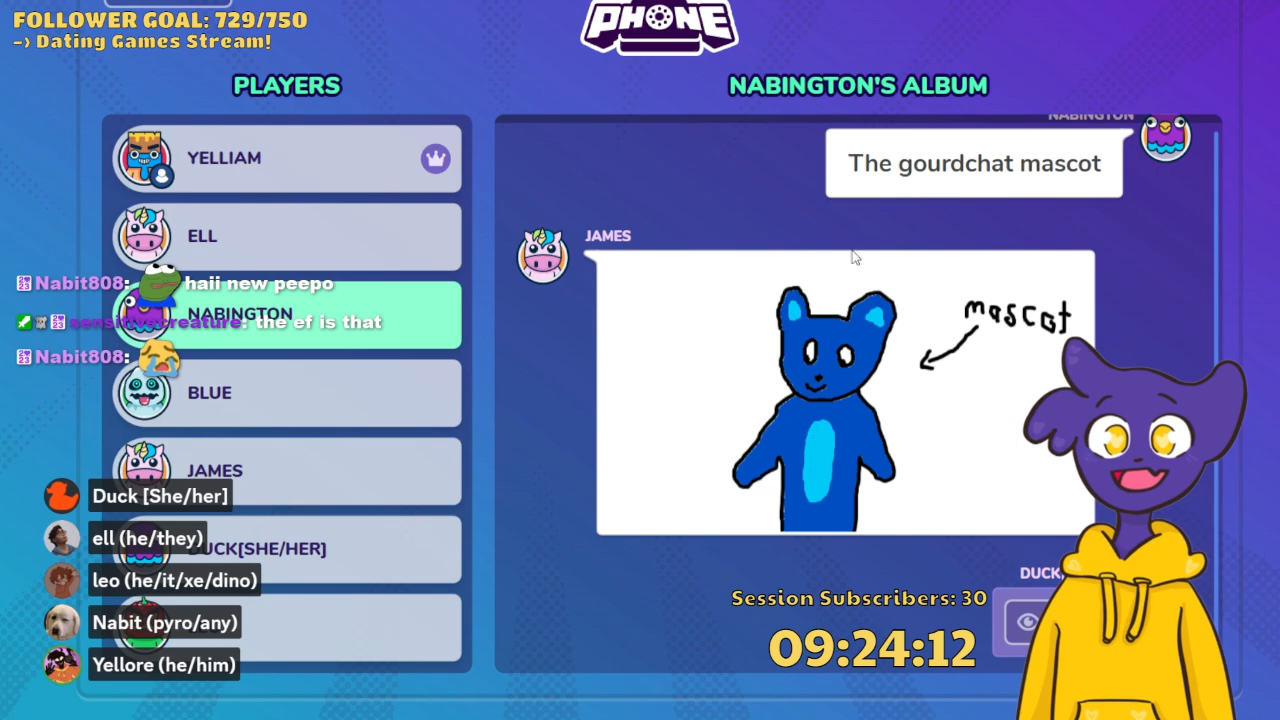 FOLLOWER GOAL: 729/750
-> Dating Games Stream!
PHONE
PLAYERS
YELLIAM
ELL
NABINGTON
BLUE
JAMES
DUCK[SHE/HER]
Nabit808: haii new peepo
sensitivecreature: the ef is that
Nabit808:
Duck [She/her]
ell (he/they)
leo (he/it/xe/dino)
Nabit (pyro/any)
Yellore (he/him)
NABINGTON'S ALBUM
NABINGTON
The gourdchat mascot
JAMES
mascot
DUCK
Session Subscribers: 30
09:24:12